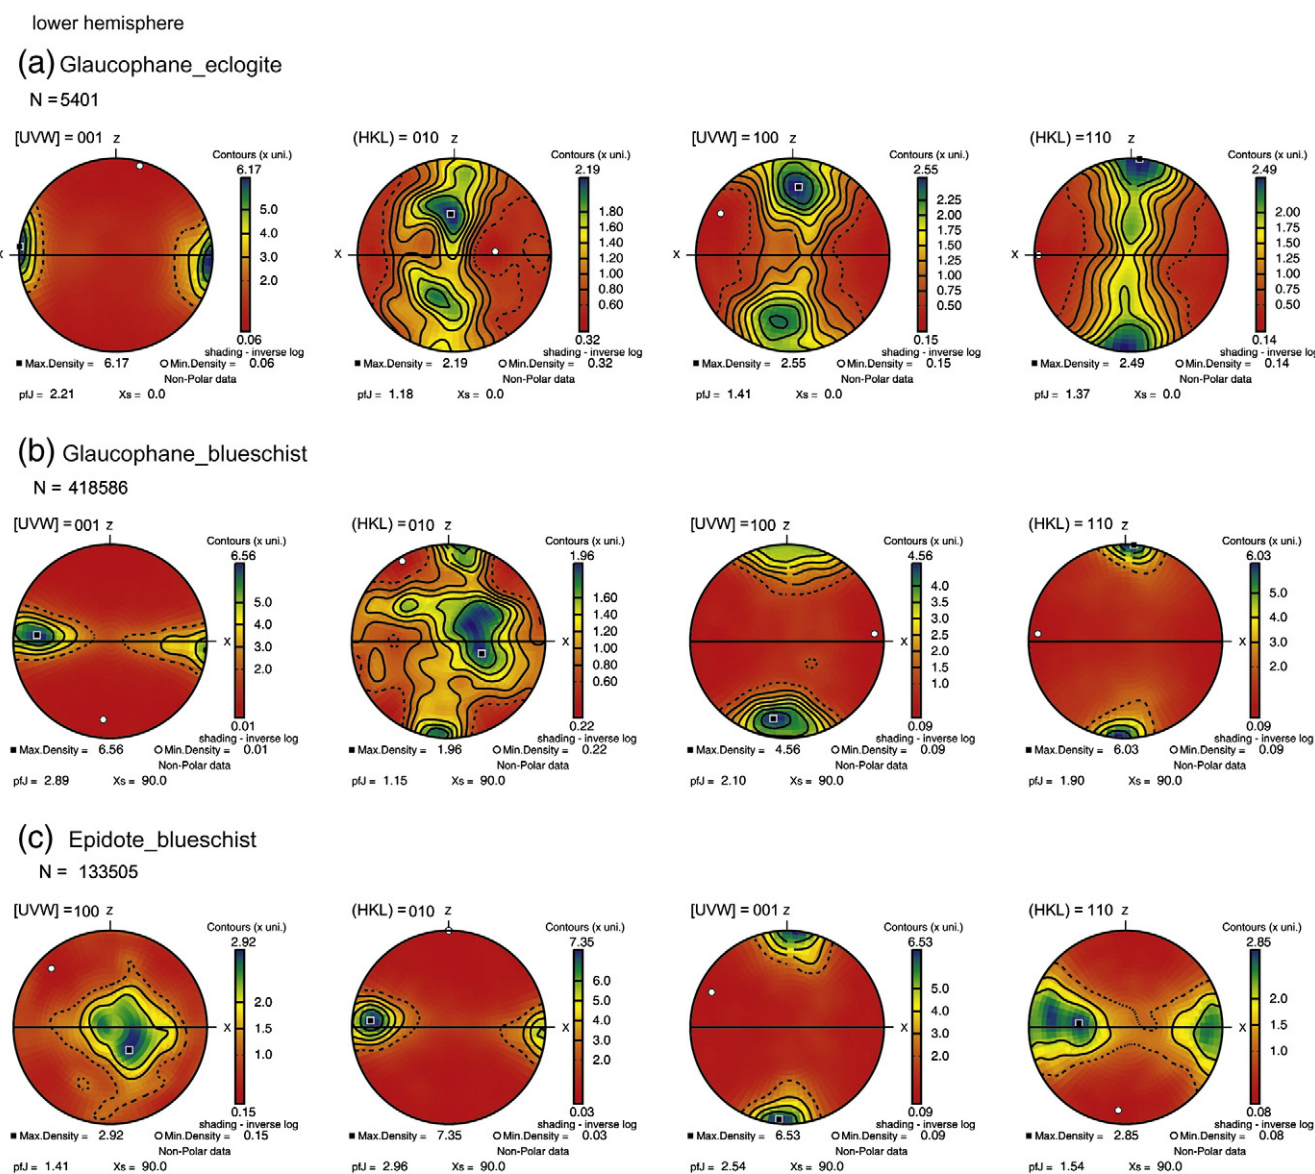 lower hemisphere
(a) Glaucophane_eclogite
N = 5401
[UVW] = 001 z
Contours (x uni.)
6.17
5.0
4.0
3.0
2.0
0.06
x
shading - inverse log
Max.Density = 6.17 Min.Density = 0.06
Non-Polar data
pfJ = 2.21 Xs = 0.0
(HKL) = 010 z
Contours (x uni.)
2.19
1.80
1.60
1.40
1.20
1.00
0.80
0.60
0.32
x
shading - inverse log
Max.Density = 2.19 Min.Density = 0.32
Non-Polar data
pfJ = 1.18 Xs = 0.0
[UVW] = 100 z
Contours (x uni.)
2.55
2.25
2.00
1.75
1.50
1.25
1.00
0.75
0.50
0.15
x
shading - inverse log
Max.Density = 2.55 Min.Density = 0.15
Non-Polar data
pfJ = 1.41 Xs = 0.0
(HKL) =110 z
Contours (x uni.)
2.49
2.00
1.75
1.50
1.25
1.00
0.75
0.50
0.14
x
shading - inverse log
Max.Density = 2.49 Min.Density = 0.14
Non-Polar data
pfJ = 1.37 Xs = 0.0
(b) Glaucophane_blueschist
N = 418586
[UVW] = 001 z
Contours (x uni.)
6.56
5.0
4.0
3.0
2.0
0.01
X
shading - inverse log
Max.Density = 6.56 Min.Density = 0.01
Non-Polar data
pfJ = 2.89 Xs = 90.0
(HKL) = 010 z
Contours (x uni.)
1.96
1.60
1.40
1.20
1.00
0.80
0.60
0.22
X
shading - inverse log
Max.Density = 1.96 Min.Density = 0.22
Non-Polar data
pfJ = 1.15 Xs = 90.0
[UVW] = 100 z
Contours (x uni.)
4.56
4.0
3.5
3.0
2.5
2.0
1.5
1.0
0.09
X
shading - inverse log
Max.Density = 4.56 Min.Density = 0.09
Non-Polar data
pfJ = 2.10 Xs = 90.0
(HKL) = 110 z
Contours (x uni.)
6.03
5.0
4.0
3.0
2.0
0.09
X
shading - inverse log
Max.Density = 6.03 Min.Density = 0.09
Non-Polar data
pfJ = 1.90 Xs = 90.0
(c) Epidote_blueschist
N = 133505
[UVW] =100 z
Contours (x uni.)
2.92
2.0
1.5
1.0
0.15
X
shading - inverse log
Max.Density = 2.92 Min.Density = 0.15
Non-Polar data
pfJ = 1.41 Xs = 90.0
(HKL) = 010 z
Contours (x uni.)
7.35
6.0
5.0
4.0
3.0
2.0
0.03
X
shading - inverse log
Max.Density = 7.35 Min.Density = 0.03
Non-Polar data
pfJ = 2.96 Xs = 90.0
[UVW] = 001 z
Contours (x uni.)
6.53
5.0
4.0
3.0
2.0
0.09
X
shading - inverse log
Max.Density = 6.53 Min.Density = 0.09
Non-Polar data
pfJ = 2.54 Xs = 90.0
(HKL) = 110 z
Contours (x uni.)
2.85
2.0
1.5
1.0
0.08
X
shading - inverse log
Max.Density = 2.85 Min.Density = 0.08
Non-Polar data
pfJ = 1.54 Xs = 90.0